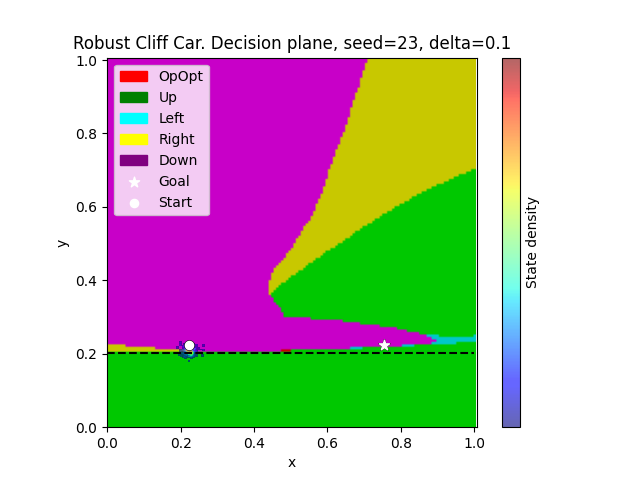 Robust Cliff Car. Decision plane, seed=23, delta=0.1
OpOpt
Up
Left
Right
Down
Goal
Start
1.0
0.8
0.6
0.4
0.2
0.0
y
0.0 0.2 0.4 0.6 0.8 1.0
x
State density